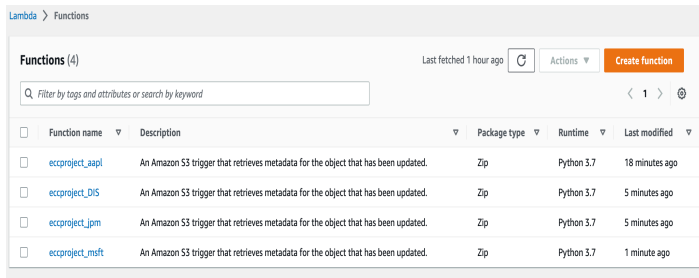 Lambda > Functions
Functions (4) Last fetched 1 hour ago Actions Create function
Filter by tags and attributes or search by keyword 1
Function name Description Package type Runtime Last modified
eccproject_aapl An Amazon S3 trigger that retrieves metadata for the object that has been updated. Zip Python 3.7 18 minutes ago
eccproject_DIS An Amazon S3 trigger that retrieves metadata for the object that has been updated. Zip Python 3.7 5 minutes ago
eccproject_jpm An Amazon S3 trigger that retrieves metadata for the object that has been updated. Zip Python 3.7 5 minutes ago
eccproject_msft An Amazon S3 trigger that retrieves metadata for the object that has been updated. Zip Python 3.7 1 minute ago